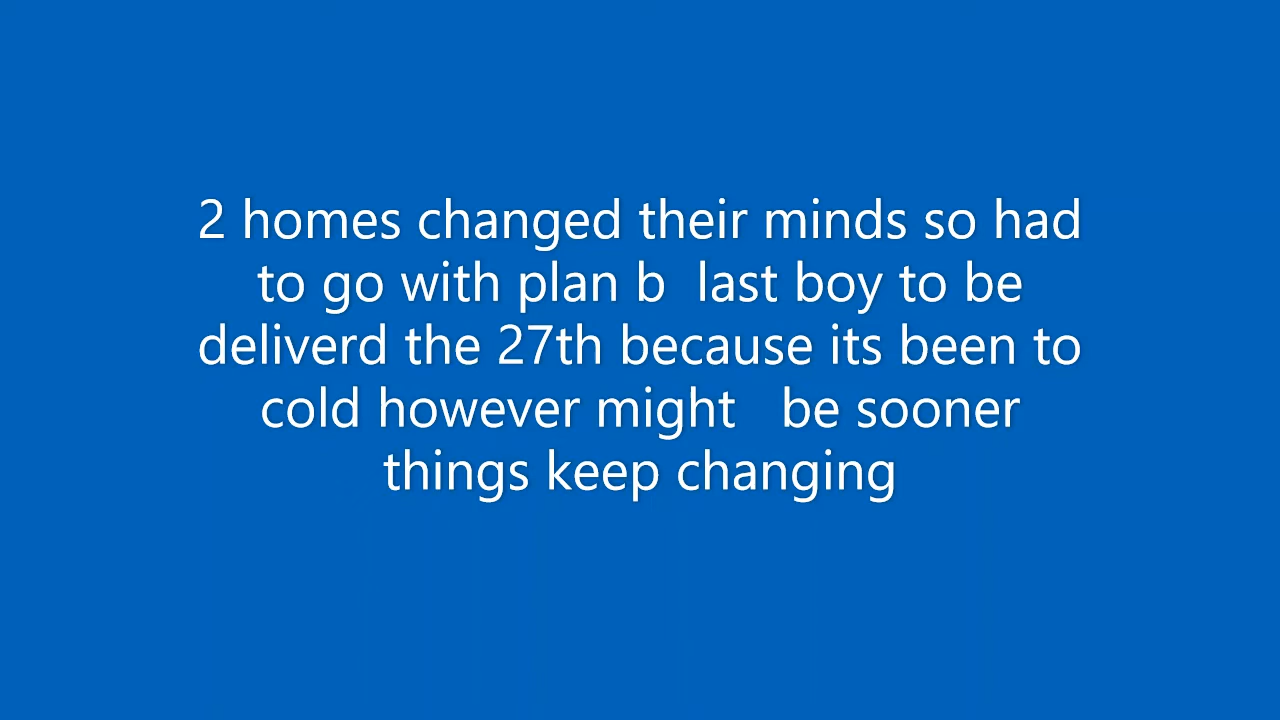 2 homes changed their minds so had
to go with plan b  last boy to be
deliverd the 27th because its been to
cold however might   be sooner
things keep changing